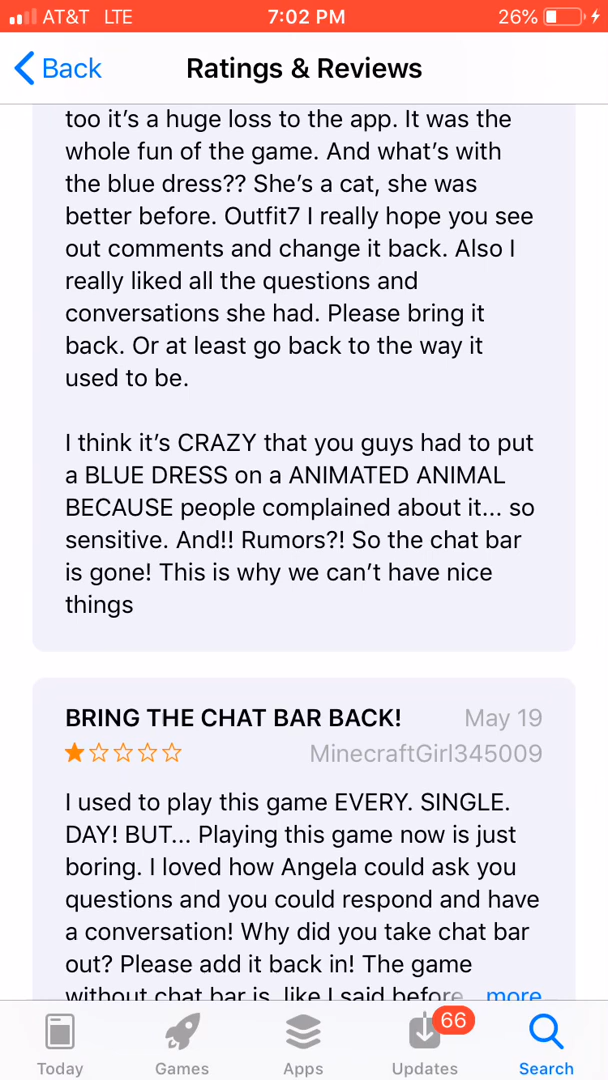 AT&T LTE 7:02 PM 26%
Back Ratings & Reviews
too it's a huge loss to the app. It was the
whole fun of the game. And what's with
the blue dress?? She's a cat, she was
better before. Outfit7 I really hope you see
out comments and change it back. Also I
really liked all the questions and
conversations she had. Please bring it
back. Or at least go back to the way it
used to be.
I think it's CRAZY that you guys had to put
a BLUE DRESS on a ANIMATED ANIMAL
BECAUSE people complained about it... so
sensitive. And!! Rumors?! So the chat bar
is gone! This is why we can't have nice
things
BRING THE CHAT BAR BACK! May 19
MinecraftGirl345009
I used to play this game EVERY. SINGLE.
DAY! BUT... Playing this game now is just
boring. I loved how Angela could ask you
questions and you could respond and have
a conversation! Why did you take chat bar
out? Please add it back in! The game
without chat bar is, like I said before more
66
Today Games Apps Updates Search